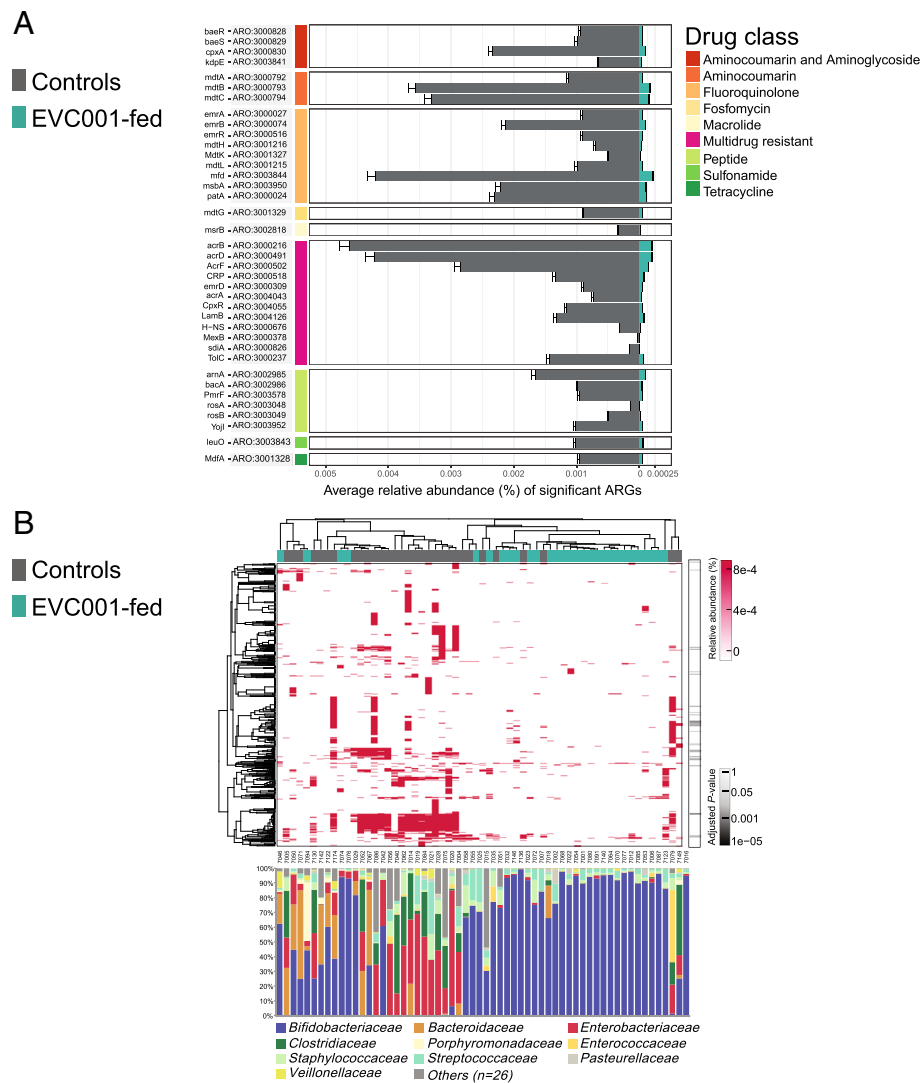 A
Controls
EVC001-fed
baeR - ARO:3000828
baeS - ARO:3000829
cpxA - ARO:3000830
kdpE - ARO:3003841
mdtA - ARO:3000792
mdtB - ARO:3000793
mdtC - ARO:3000794
emrA - ARO:3000027
emrB - ARO:3000074
emrR - ARO:3000516
mdtH - ARO:3001216
MdtK - ARO:3001327
mdtL - ARO:3001215
mfd - ARO:3003844
msbA - ARO:3003950
patA - ARO:3000024
mdtG - ARO:3001329
msrB - ARO:3002818
acrB - ARO:3000216
acrD - ARO:3000491
AcrF - ARO:3000502
CRP - ARO:3000518
emrD - ARO:3000309
acrA - ARO:3004043
CpxR - ARO:3004055
LamB - ARO:3004126
H-NS - ARO:3000676
MexB - ARO:3000378
sdiA - ARO:3000826
TolC - ARO:3000237
arnA - ARO:3002985
bacA - ARO:3002986
PmrF - ARO:3003578
rosA - ARO:3003048
rosB - ARO:3003049
YojI - ARO:3003952
leuO - ARO:3003843
MdfA - ARO:3001328
0.005 0.004 0.003 0.002 0.001 0 0.00025
Average relative abundance (%) of significant ARGs
Drug class
Aminocoumarin and Aminoglycoside
Aminocoumarin
Fluoroquinolone
Fosfomycin
Macrolide
Multidrug resistant
Peptide
Sulfonamide
Tetracycline
B
Controls
EVC001-fed
Relative abundance (%)
8e-4
4e-4
0
Adjusted P-value
1
0.05
0.001
1e-05
100%
90%
80%
70%
60%
50%
40%
30%
20%
10%
0%
Bifidobacteriaceae Bacteroidaceae Enterobacteriaceae
Clostridiaceae Porphyromonadaceae Enterococcaceae
Staphylococcaceae Streptococcaceae Pasteurellaceae
Veillonellaceae Others (n=26)